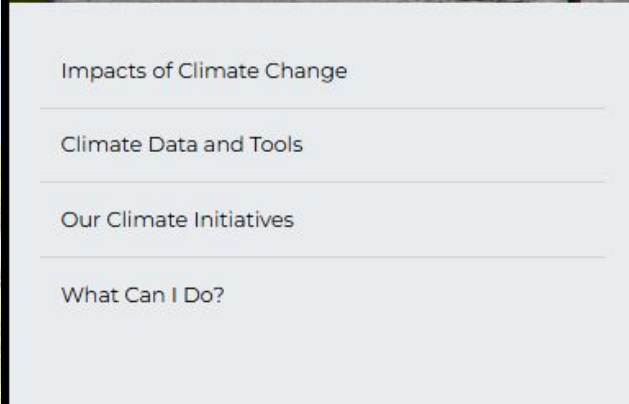 Impacts of Climate Change
Climate Data and Tools
Our Climate Initiatives
What Can I Do?